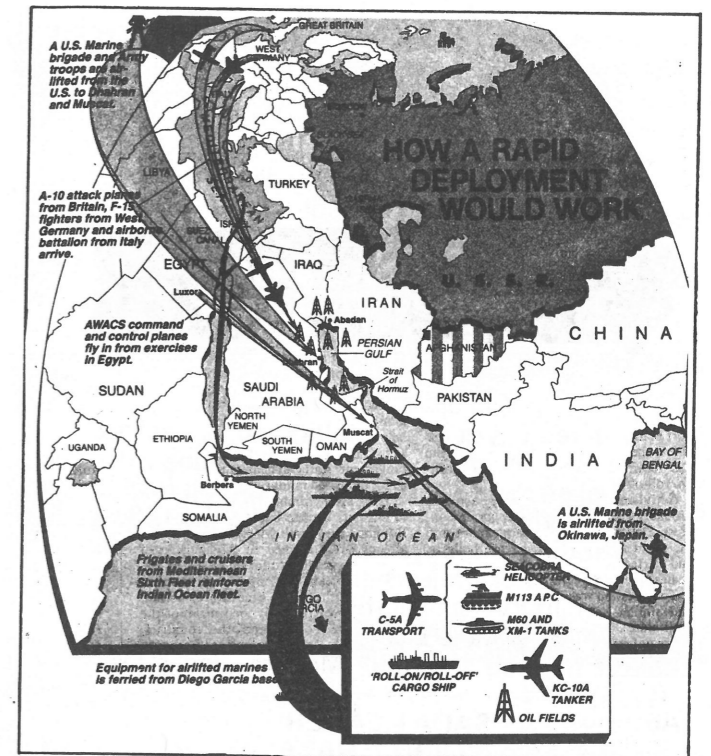 GREAT BRITAIN
WEST
GERMANY
A U.S. Marine
brigade and Army
troops are air-
lifted from the
U.S. to Dhahran
and Muscat.
HOW A RAPID
DEPLOYMENT
WOULD WORK
U. S. S. R.
LIBYA
TURKEY
A-10 attack planes
from Britain, F-15
fighters from West
Germany and airborne
battalion from Italy
arrive.
SUEZ
CANAL
EGYPT
IRAQ
IRAN
Luxor
Abadan
CHINA
AWACS command
and control planes
fly in from exercises
in Egypt.
PERSIAN
GULF
AFGHANISTAN
Dhahran
Strait
of
Hormuz
SUDAN
SAUDI
ARABIA
PAKISTAN
NORTH
YEMEN
Muscat
UGANDA
ETHIOPIA
SOUTH
YEMEN
OMAN
INDIA
BAY OF
BENGAL
Berbera
SOMALIA
A U.S. Marine brigade
is airlifted from
Okinawa, Japan.
INDIAN OCEAN
Frigates and cruisers
from Mediterranean
Sixth Fleet reinforce
Indian Ocean fleet.
DIEGO
GARCIA
SEACOBRA
HELICOPTER
M113 A P C
C-5A
TRANSPORT
M60 AND
XM-1 TANKS
Equipment for airlifted marines
is ferried from Diego Garcia base.
'ROLL-ON/ROLL-OFF'
CARGO SHIP
KC-10A
TANKER
OIL FIELDS